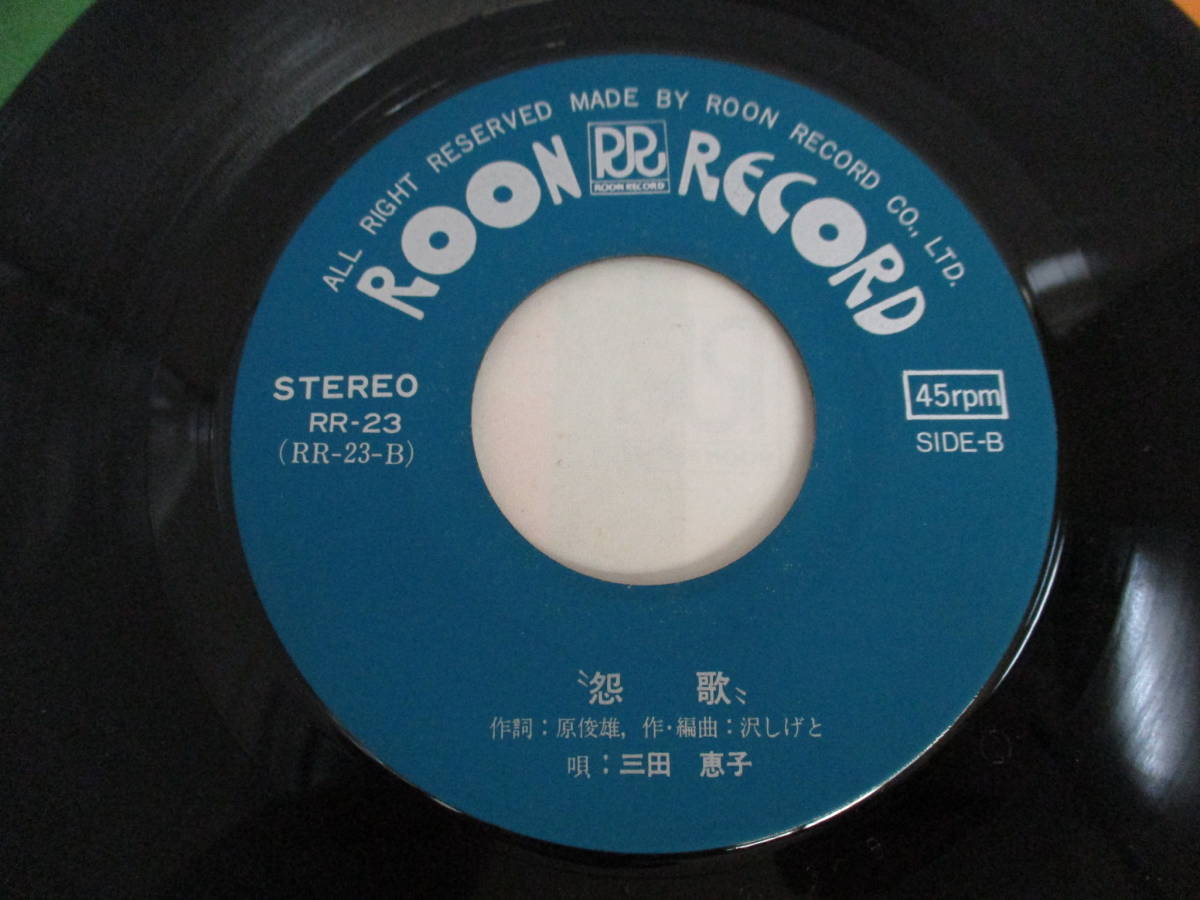 ALL RIGHT RESERVED MADE BY ROON RECORD CO., LTD.
ROON RR RECORD
ROON RECORD
STEREO
RR-23
(RR-23-B)
45rpm
SIDE-B
〝怨 歌〟
作詞：原俊雄, 作・編曲：沢しげと
唄：三田 恵子